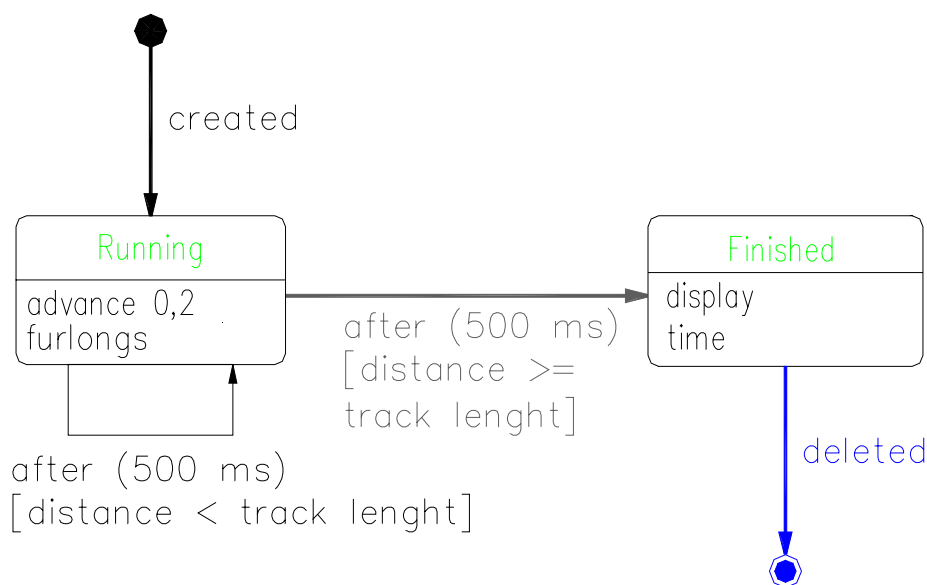 created
Running
advance 0,2
furlongs
after (500 ms)
[distance < track lenght]
after (500 ms)
[distance >=
track lenght]
Finished
display
time
deleted